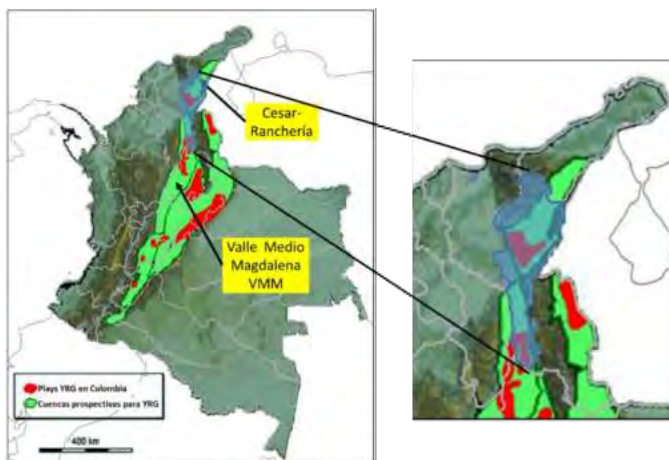 Cesar-
Ranchería
Valle Medio
Magdalena
VMM
Plays YRG en Colombia
Cuencas prospectivas para YRG
400 km